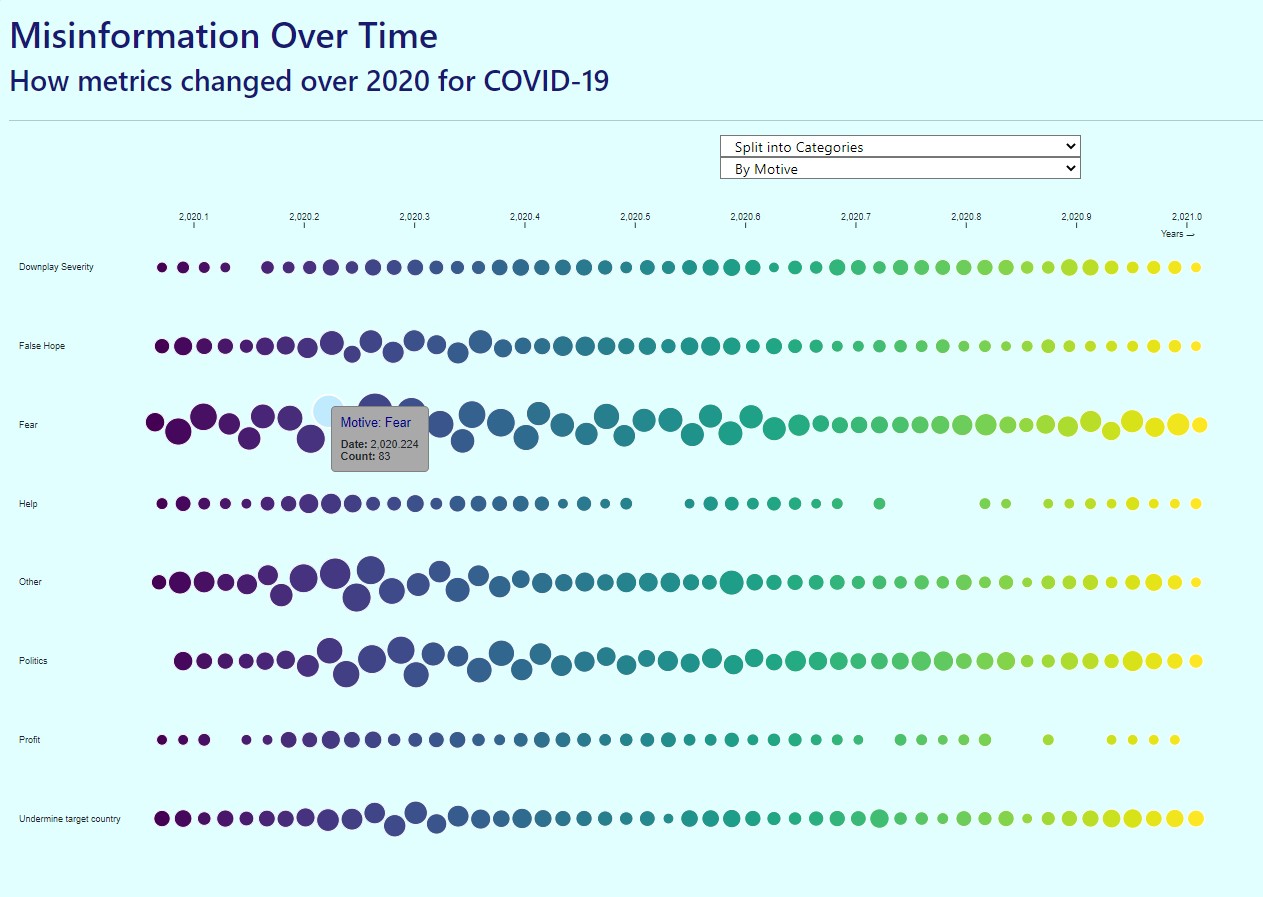 Misinformation Over Time
How metrics changed over 2020 for COVID-19
Split into Categories
By Motive
2,020.1 2,020.2 2,020.3 2,020.4 2,020.5 2,020.6 2,020.7 2,020.8 2,020.9 2,021.0
Years
Downplay Severity
False Hope
Fear
Motive: Fear
Date: 2,020.224
Count: 83
Help
Other
Politics
Profit
Undermine target country